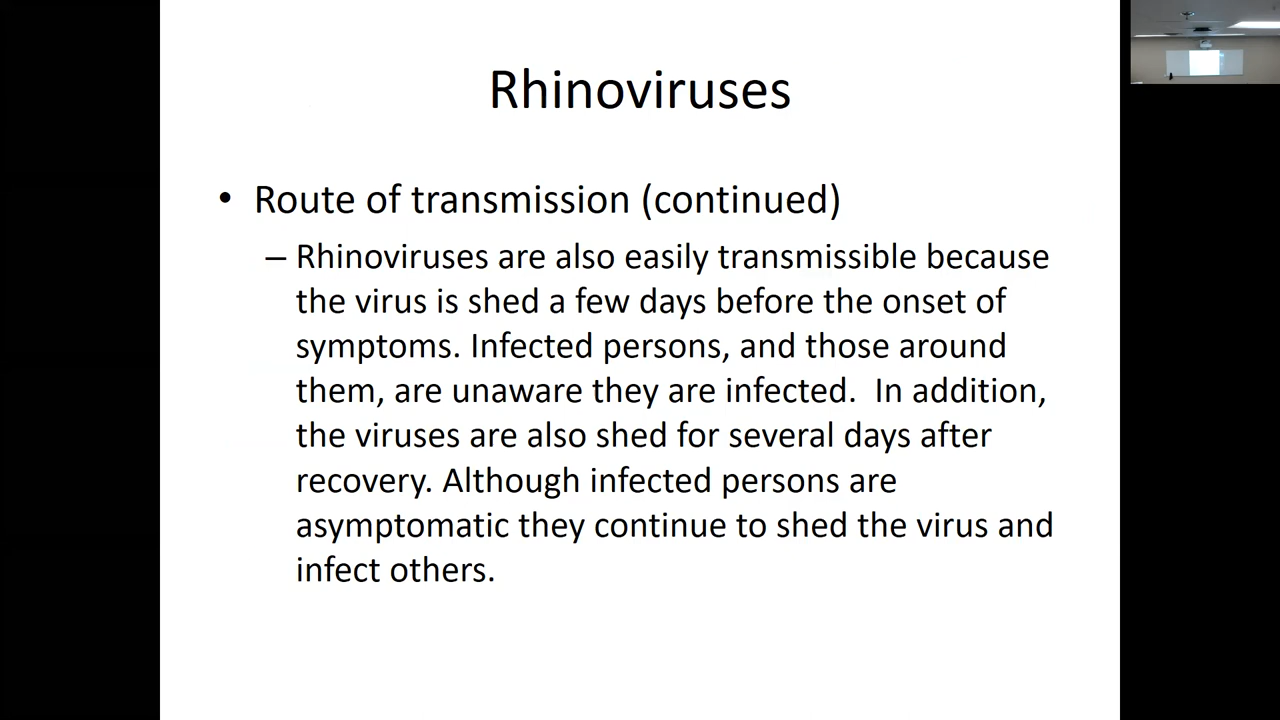 Rhinoviruses
• Route of transmission (continued)
– Rhinoviruses are also easily transmissible because
the virus is shed a few days before the onset of
symptoms. Infected persons, and those around
them, are unaware they are infected.  In addition,
the viruses are also shed for several days after
recovery. Although infected persons are
asymptomatic they continue to shed the virus and
infect others.